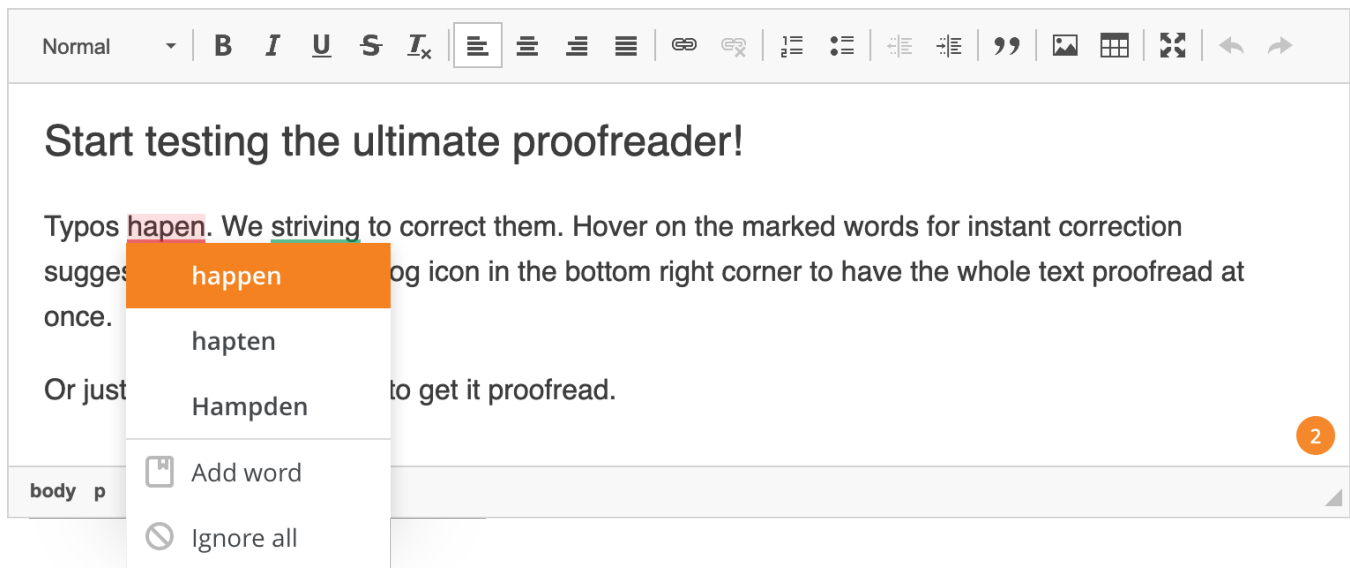 Normal
Start testing the ultimate proofreader!
Typos hapen. We striving to correct them. Hover on the marked words for instant correction
icon in the bottom right corner to have the whole text proofread at
once.
Or just to get it proofread.
happen
hapten
Hampden
Add word
Ignore all
2
body p